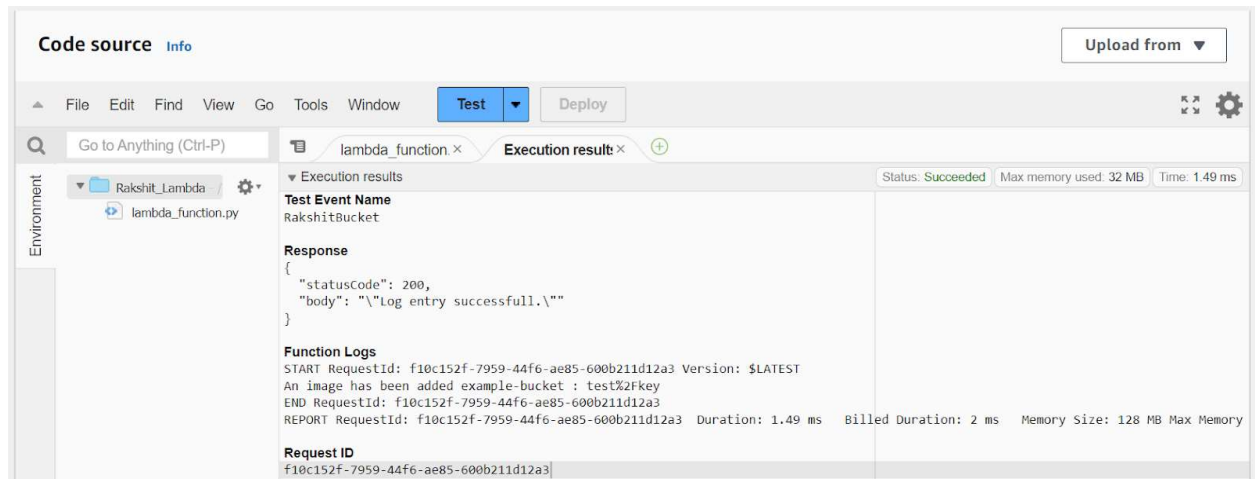 Code source Info
Upload from
File Edit Find View Go Tools Window Test Deploy
Go to Anything (Ctrl-P)
lambda_function. Execution results
Environment
Rakshit_Lambda - /
lambda_function.py
Execution results
Status: Succeeded Max memory used: 32 MB Time: 1.49 ms
Test Event Name
RakshitBucket
Response
{
"statusCode": 200,
"body": "\"Log entry successfull.\""
}
Function Logs
START RequestId: f10c152f-7959-44f6-ae85-600b211d12a3 Version: $LATEST
An image has been added example-bucket : test%2Fkey
END RequestId: f10c152f-7959-44f6-ae85-600b211d12a3
REPORT RequestId: f10c152f-7959-44f6-ae85-600b211d12a3 Duration: 1.49 ms Billed Duration: 2 ms Memory Size: 128 MB Max Memory
Request ID
f10c152f-7959-44f6-ae85-600b211d12a3